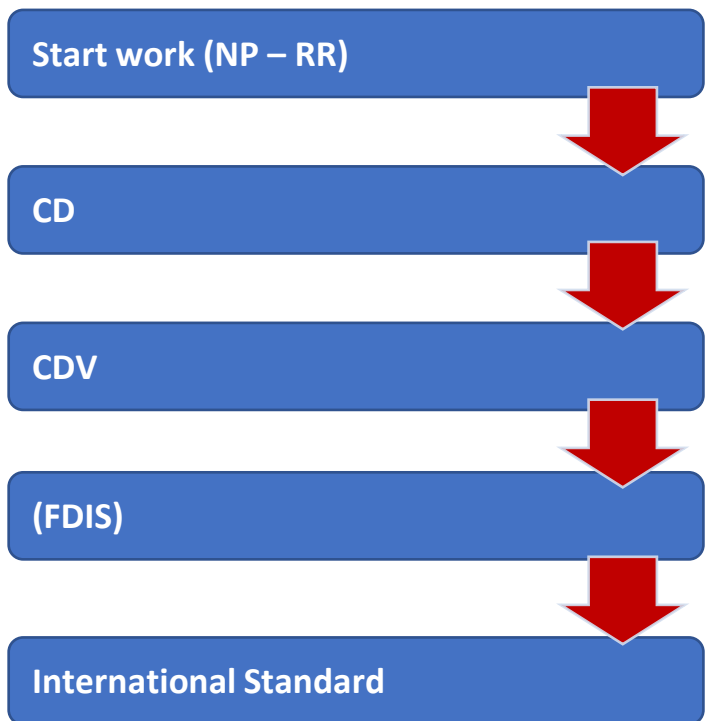 Start work (NP – RR)
CD
CDV
(FDIS)
International Standard